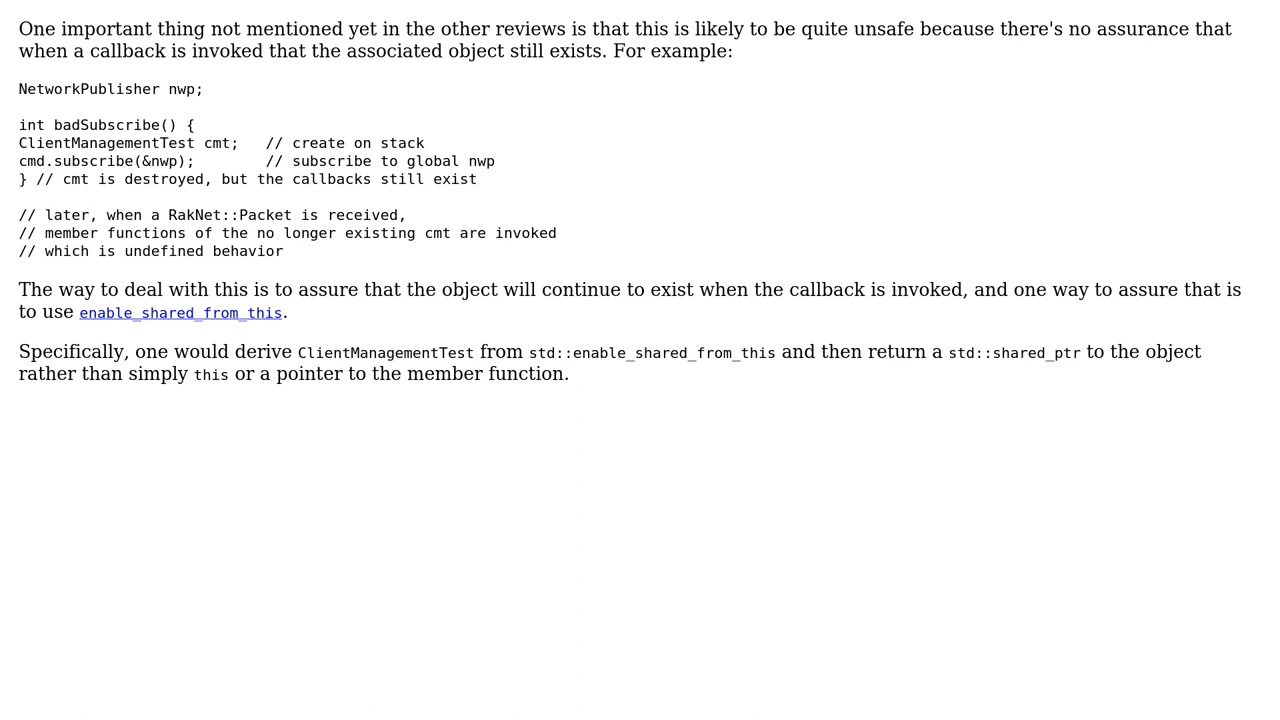 One important thing not mentioned yet in the other reviews is that this is likely to be quite unsafe because there's no assurance that
when a callback is invoked that the associated object still exists. For example:
NetworkPublisher nwp;
int badSubscribe() {
ClientManagementTest cmt;   // create on stack
cmd.subscribe(&nwp);        // subscribe to global nwp
} // cmt is destroyed, but the callbacks still exist
// later, when a RakNet::Packet is received,
// member functions of the no longer existing cmt are invoked
// which is undefined behavior
The way to deal with this is to assure that the object will continue to exist when the callback is invoked, and one way to assure that is
to use enable_shared_from_this.
Specifically, one would derive ClientManagementTest from std::enable_shared_from_this and then return a std::shared_ptr to the object
rather than simply this or a pointer to the member function.